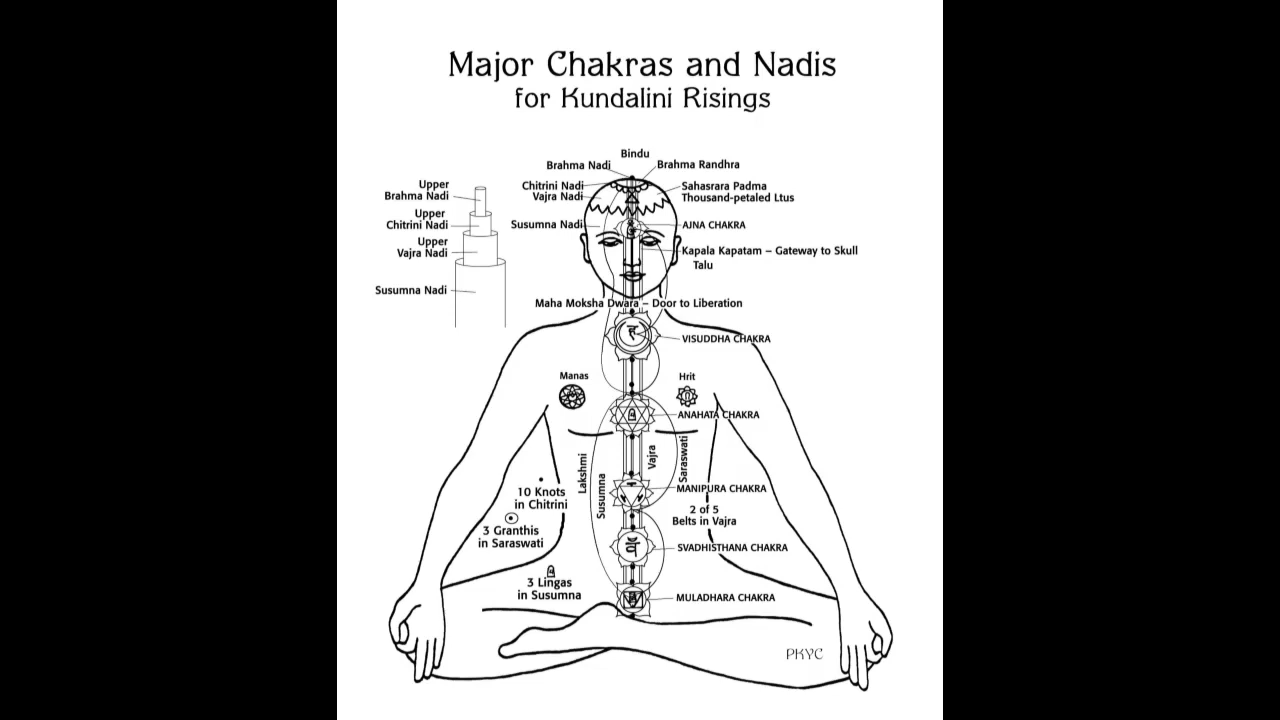 Major Chakras and Nadis
for Kundalini Risings
Bindu
Brahma Nadi
Brahma Randhra
Chitrini Nadi
Vajra Nadi
Sahasrara Padma
Thousand-petaled Ltus
Susumna Nadi
AJNA CHAKRA
Kapala Kapatam – Gateway to Skull
Talu
Upper
Brahma Nadi
Upper
Chitrini Nadi
Upper
Vajra Nadi
Susumna Nadi
Maha Moksha Dwara – Door to Liberation
VISUDDHA CHAKRA
Manas
Hrit
ANAHATA CHAKRA
Lakshmi
Susumna
Vajra
Saraswati
MANIPURA CHAKRA
10 Knots
in Chitrini
2 of 5
Belts in Vajra
3 Granthis
in Saraswati
SVADHISTHANA CHAKRA
3 Lingas
in Susumna
MULADHARA CHAKRA
PKYC